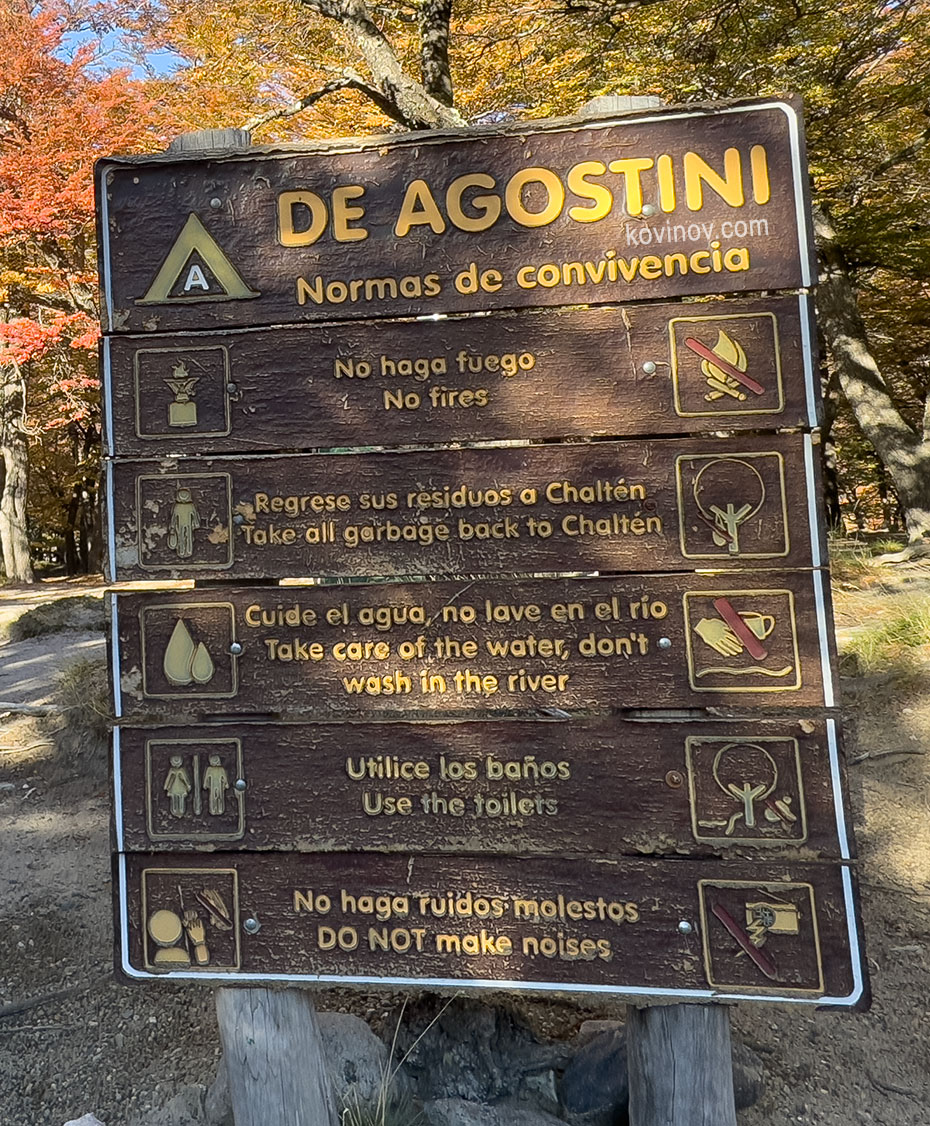 DE AGOSTINI
kovinov.com
A
Normas de convivencia
No haga fuego
No fires
Regrese sus residuos a Chaltén
Take all garbage back to Chaltén
Cuide el agua, no lave en el río
Take care of the water, don't
wash in the river
Utilice los baños
Use the toilets
No haga ruidos molestos
DO NOT make noises